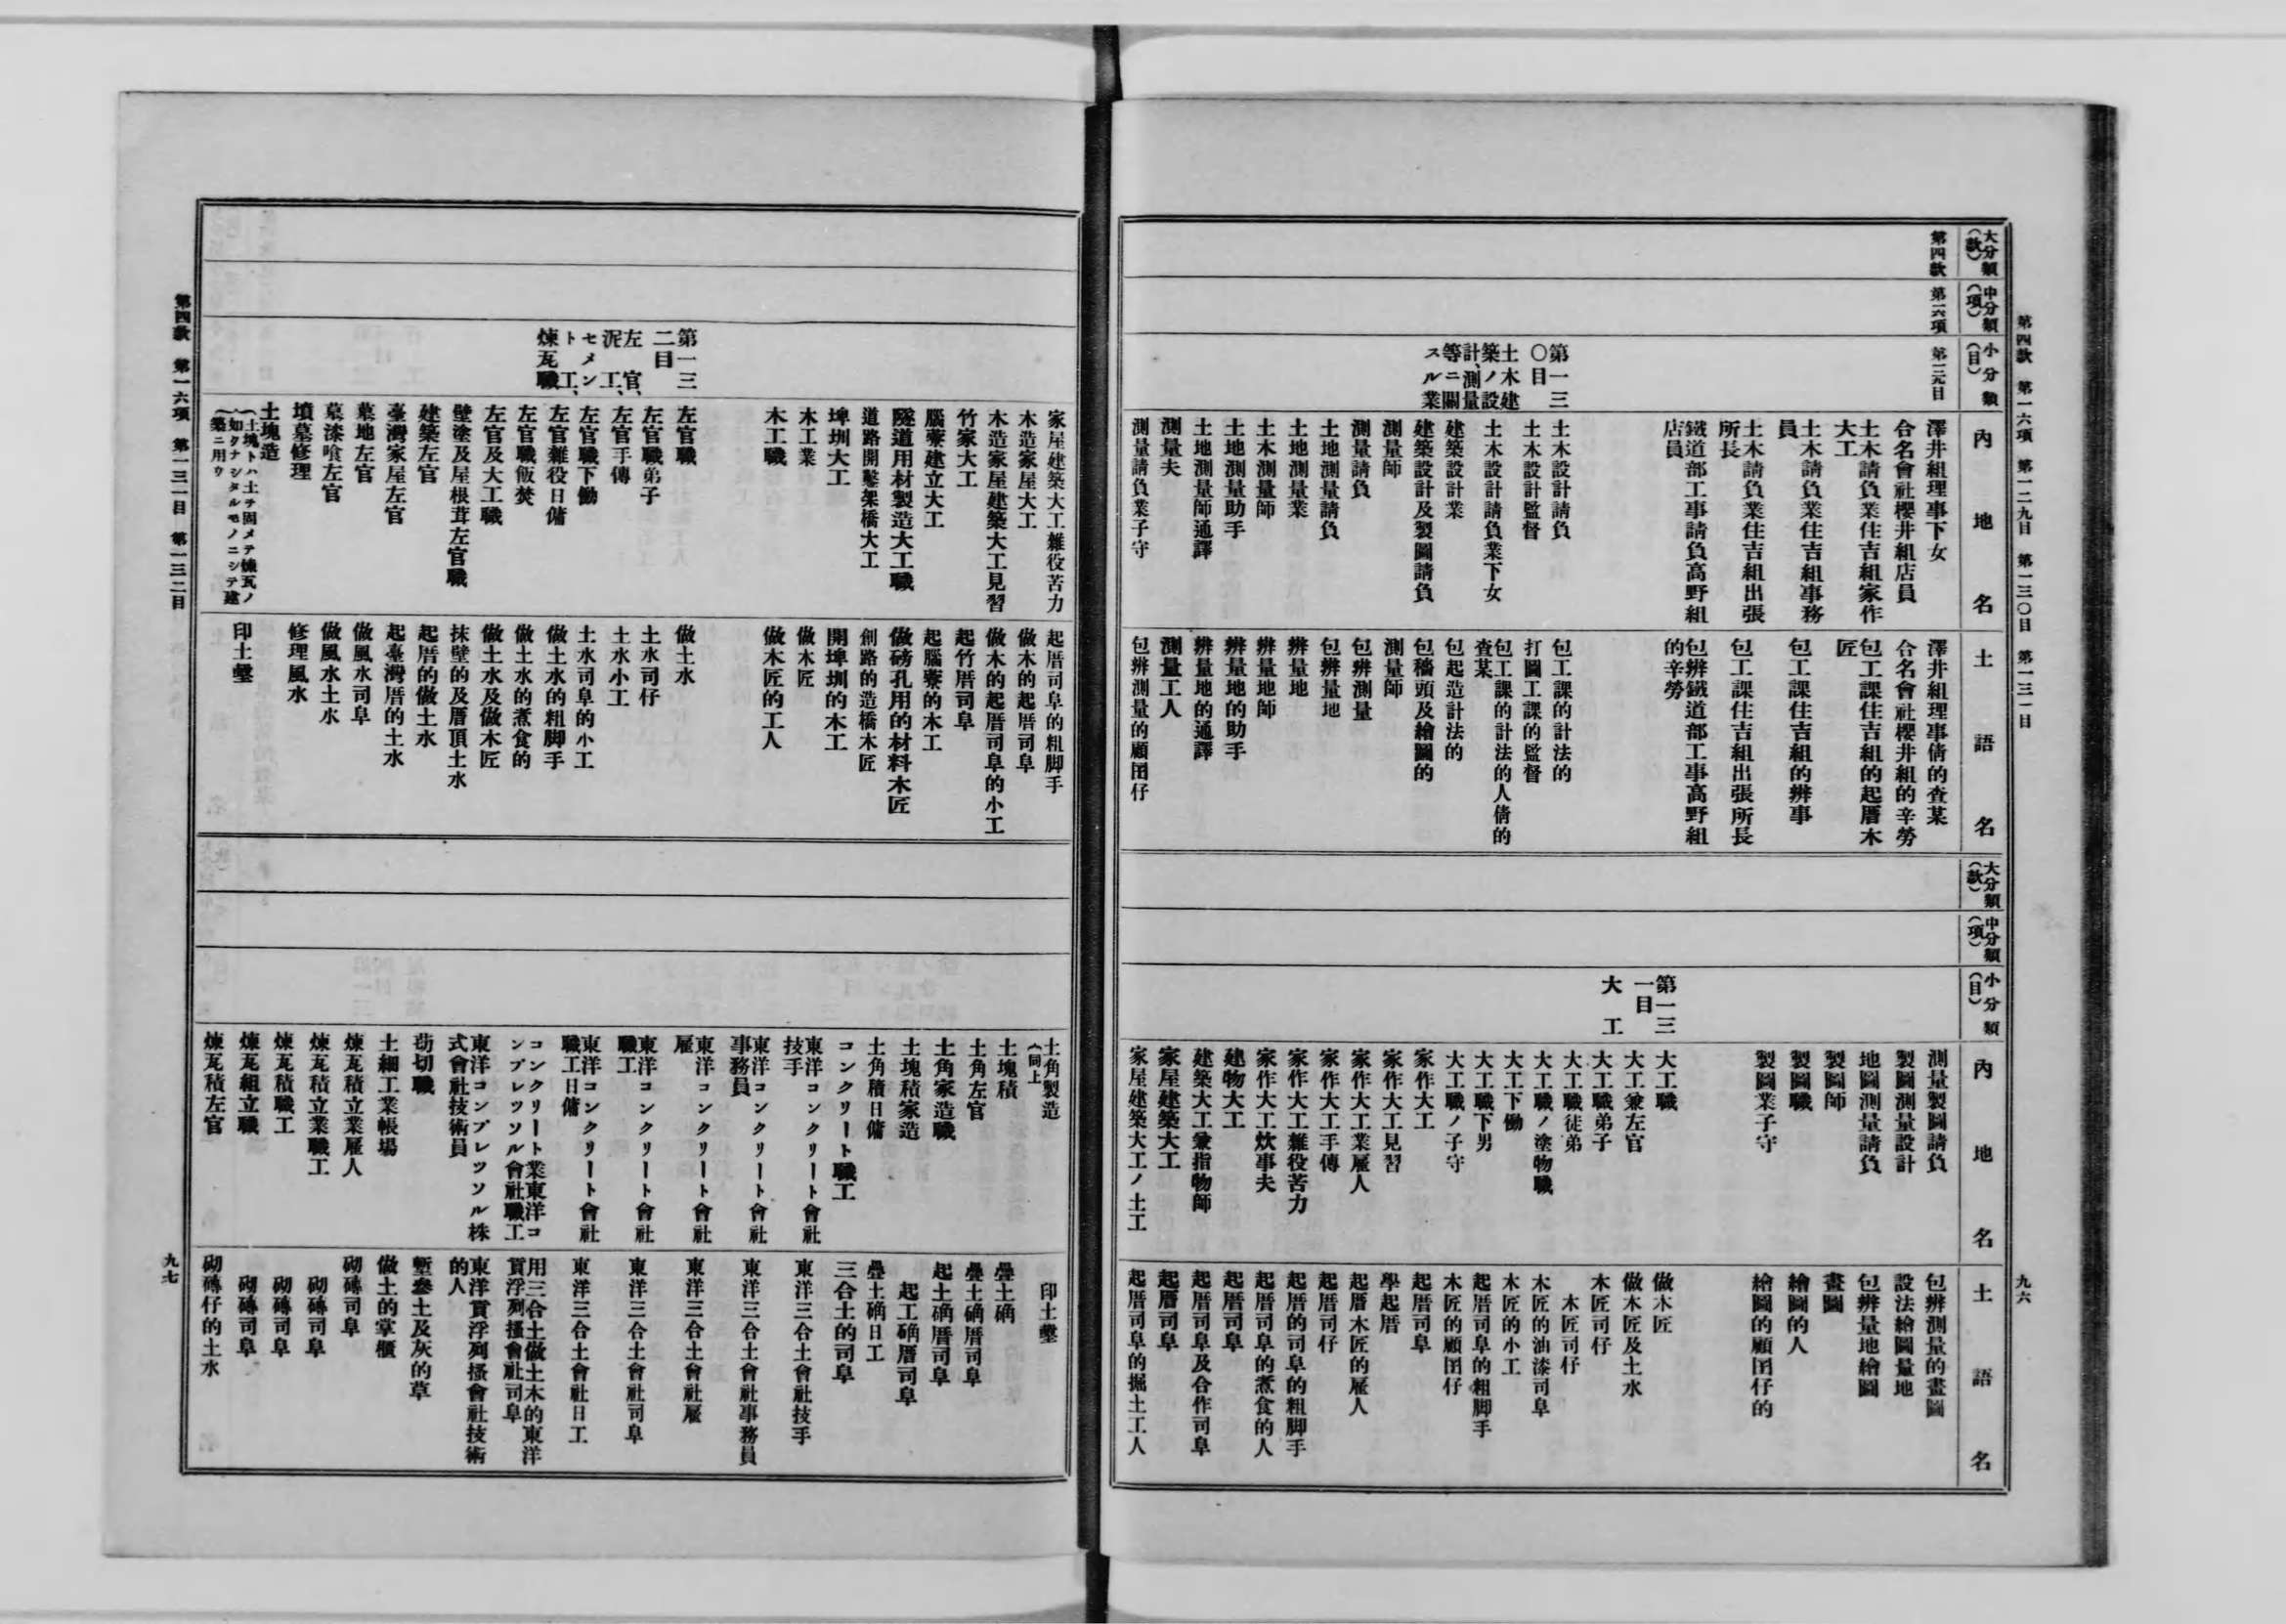 第四款 第一六項 第一二九目 第一三〇目 第一三一目
大分類(款)
中分類(項)
小分類(目)
內地名
土語名
第四款
第一六項
第一二九目
澤井組理事下女
澤井組理事倩的査某
合名會社櫻井組店員
合名會社櫻井組的辛勞
土木請負業住吉組家作
大工
包工課住吉組的起厝木
匠
土木請負業住吉組事務
員
包工課住吉組的辨事
土木請負業住吉組出張
所長
包工課住吉組出張所長
鐵道部工事請負高野組
店員
包辨鐵道部工事高野組
的辛勞
第一三
〇目
土木建
築ノ設
計、測量
等ニ關
スル業
土木設計請負
包工課的計法的
土木設計監督
打圖工課的監督
土木設計請負業下女
包工課的計法的人倩的
査某
建築設計業
包起造計法的
建築設計及製圖請負
包穡頭及繪圖的
測量師
測量師
測量請負
包辨測量
土地測量請負
包辨量地
土地測量業
辨量地
土木測量師
辨量地師
土地測量助手
辨量地的助手
土地測量師通譯
辨量地的通譯
測量夫
測量工人
測量請負業子守
包辨測量的顧囝仔
大分類(款)
中分類(項)
小分類(目)
內地名
土語名
測量製圖請負
包辨測量的畫圖
製圖測量設計
設法繪圖量地
地圖測量請負
包辨量地繪圖
製圖師
畫圖
製圖職
繪圖的人
製圖業子守
繪圖的顧囝仔的
第一三
一目
大工
大工職
做木匠
大工兼左官
做木匠及土水
大工職弟子
木匠司仔
大工職徒弟
木匠司仔
大工職ノ塗物職
木匠的油漆司阜
大工下働
木匠的小工
大工職下男
起厝司阜的粗脚手
大工職ノ子守
木匠的顧囝仔
家作大工
起厝司阜
家作大工見習
學起厝
家作大工業雇人
起厝木匠的雇人
家作大工手傳
起厝司仔
家作大工雜役苦力
起厝的司阜的粗脚手
家作大工炊事夫
起厝司阜的煮食的人
建物大工
起厝司阜
建築大工兼指物師
起厝司阜及合作司阜
家屋建築大工
起厝司阜
家屋建築大工ノ土工
起厝司阜的掘土工人
九六
家屋建築大工雜役苦力
起厝司阜的粗脚手
木造家屋大工
做木的起厝司阜
木造家屋建築大工見習
做木的起厝司阜的小工
竹家大工
起竹厝司阜
腦寮建立大工
起腦寮的木工
隧道用材製造大工職
做磅孔用的材料木匠
道路開鑿架橋大工
創路的造橋木匠
埤圳大工
開埤圳的木工
木工業
做木匠
木工職
做木匠的工人
第一三
二目
左官、
泥工、
セメン
ト工、
煉瓦職
左官職
做土水
左官職弟子
土水司仔
左官手傳
土水小工
左官職下働
土水司阜的小工
左官雜役日傭
做土水的粗脚手
左官職飯焚
做土水的煮食的
左官及大工職
做土水及做木匠
壁塗及屋根葺左官職
抹壁的及厝頂土水
建築左官
起厝的做土水
臺灣家屋左官
起臺灣厝的土水
墓地左官
做風水司阜
墓漆喰左官
做風水土水
墳墓修理
修理風水
土塊造
(土塊トハ土ヲ固メテ煉瓦ノ
如クナシタルモノニシテ建
築ニ用ウ
印土墼
土角製造
(同上
印土墼
土塊積
疊土确
土角左官
疊土确厝司阜
土角家造職
起土确厝司阜
土塊積家造
起工确厝司阜
土角積日傭
疊土确日工
コンクリート職工
三合土的司阜
東洋コンクリート會社
技手
東洋三合土會社技手
東洋コンクリート會社
事務員
東洋三合土會社事務員
東洋コンクリート會社
雇
東洋三合土會社雇
東洋コンクリート會社
職工
東洋三合土會社司阜
東洋コンクリート會社
職工日傭
東洋三合土會社日工
コンクリート業東洋コ
ンプレツソル會社職工
用三合土做土木的東洋
貢浮列搔會社司阜
東洋コンプレツソル株
式會社技術員
東洋貢浮列搔會社技術
的人
苆切職
塹參土及灰的草
土細工業帳場
做土的掌櫃
煉瓦積立業雇人
砌磚司阜
煉瓦積立業職工
砌磚司阜
煉瓦積職工
砌磚司阜
煉瓦組立職
砌磚司阜
煉瓦積左官
砌磚仔的土水
第四款 第一六項 第一三一目 第一三二目
九七